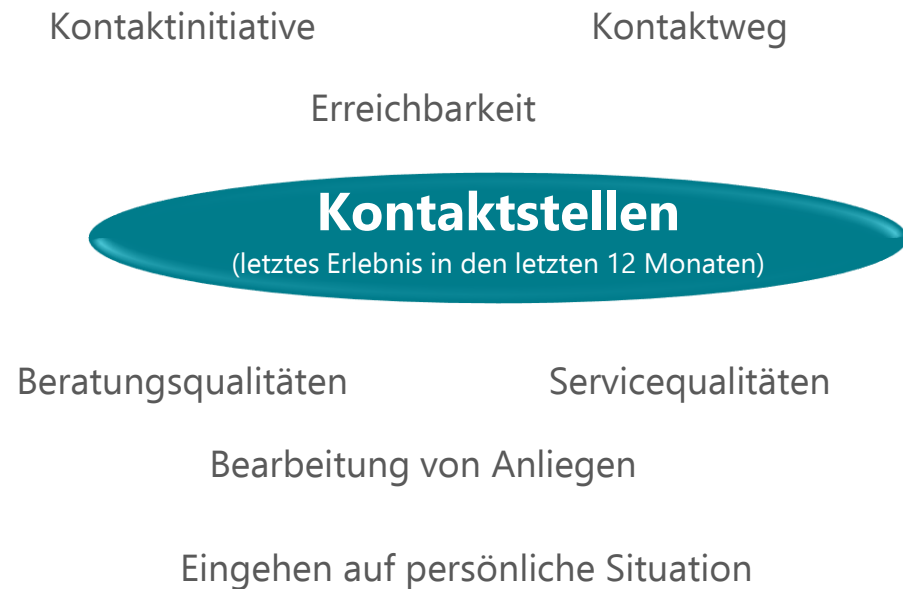 Kontaktinitiative
Kontaktweg
Erreichbarkeit
Kontaktstellen
(letztes Erlebnis in den letzten 12 Monaten)
Beratungsqualitäten
Servicequalitäten
Bearbeitung von Anliegen
Eingehen auf persönliche Situation